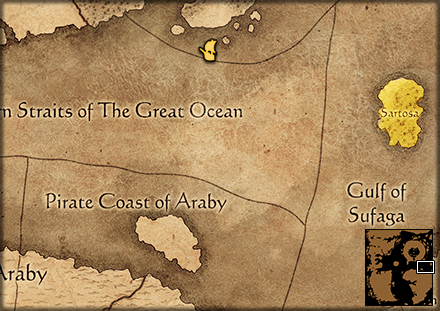 n Straits of The Great Ocean
Sartosa
Pirate Coast of Araby
Gulf of
Sufaga
Araby